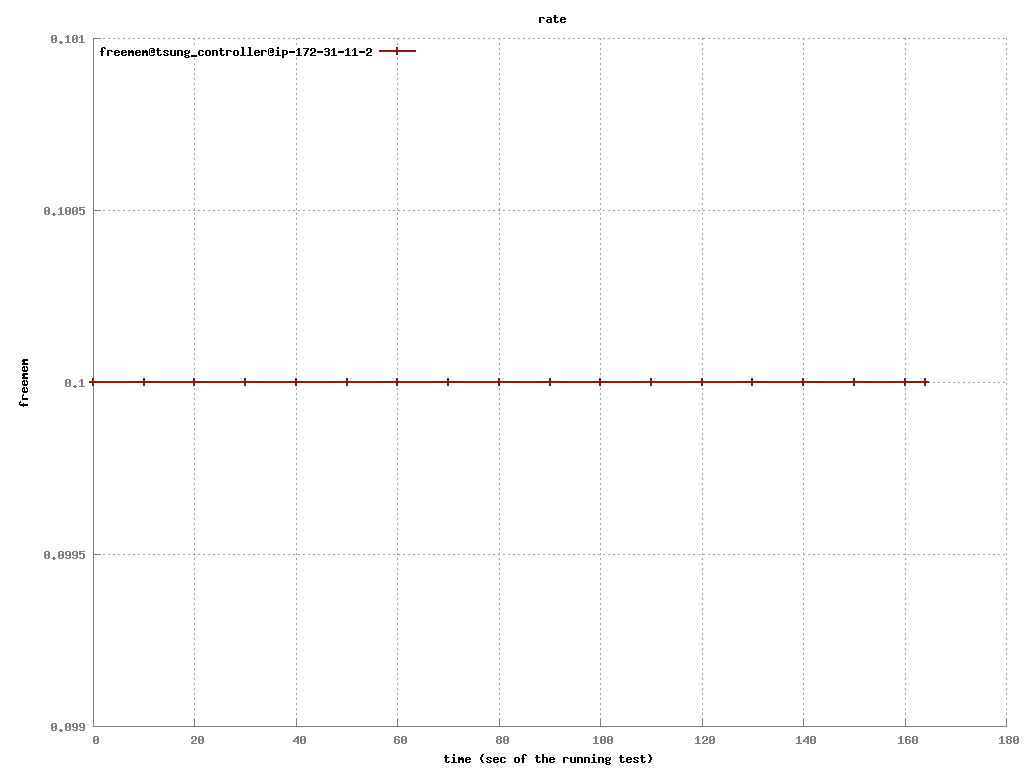 rate
0.101
freemem@tsung_controller@ip-172-31-11-2
0.1005
freemem
0.1
0.0995
0.099
0 20 40 60 80 100 120 140 160 180
time (sec of the running test)